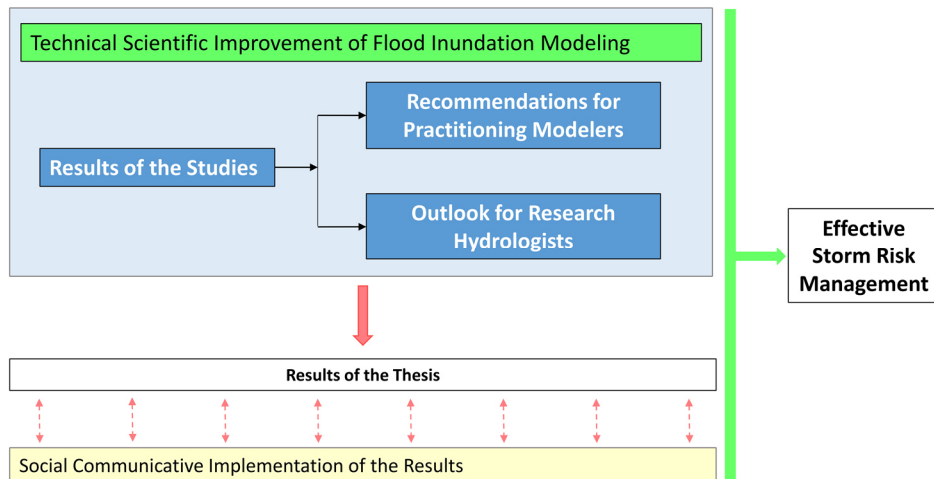 Technical Scientific Improvement of Flood Inundation Modeling
Recommendations for
Practitioning Modelers
Results of the Studies
Outlook for Research
Hydrologists
Effective
Storm Risk
Management
Results of the Thesis
Social Communicative Implementation of the Results